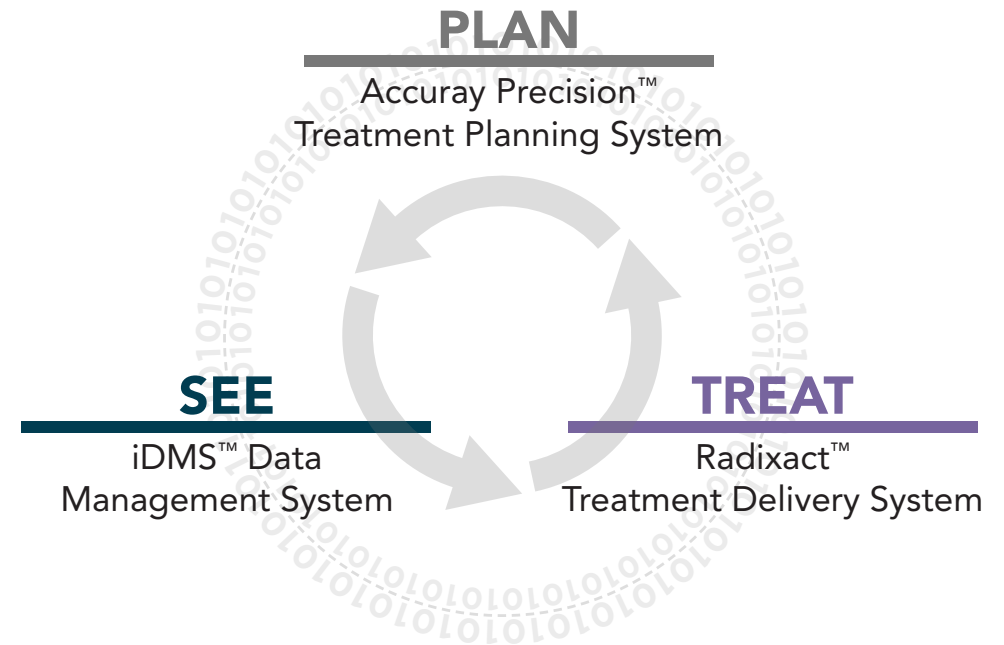 PLAN
Accuray Precision™
Treatment Planning System
SEE
iDMS™ Data
Management System
TREAT
Radixact™
Treatment Delivery System